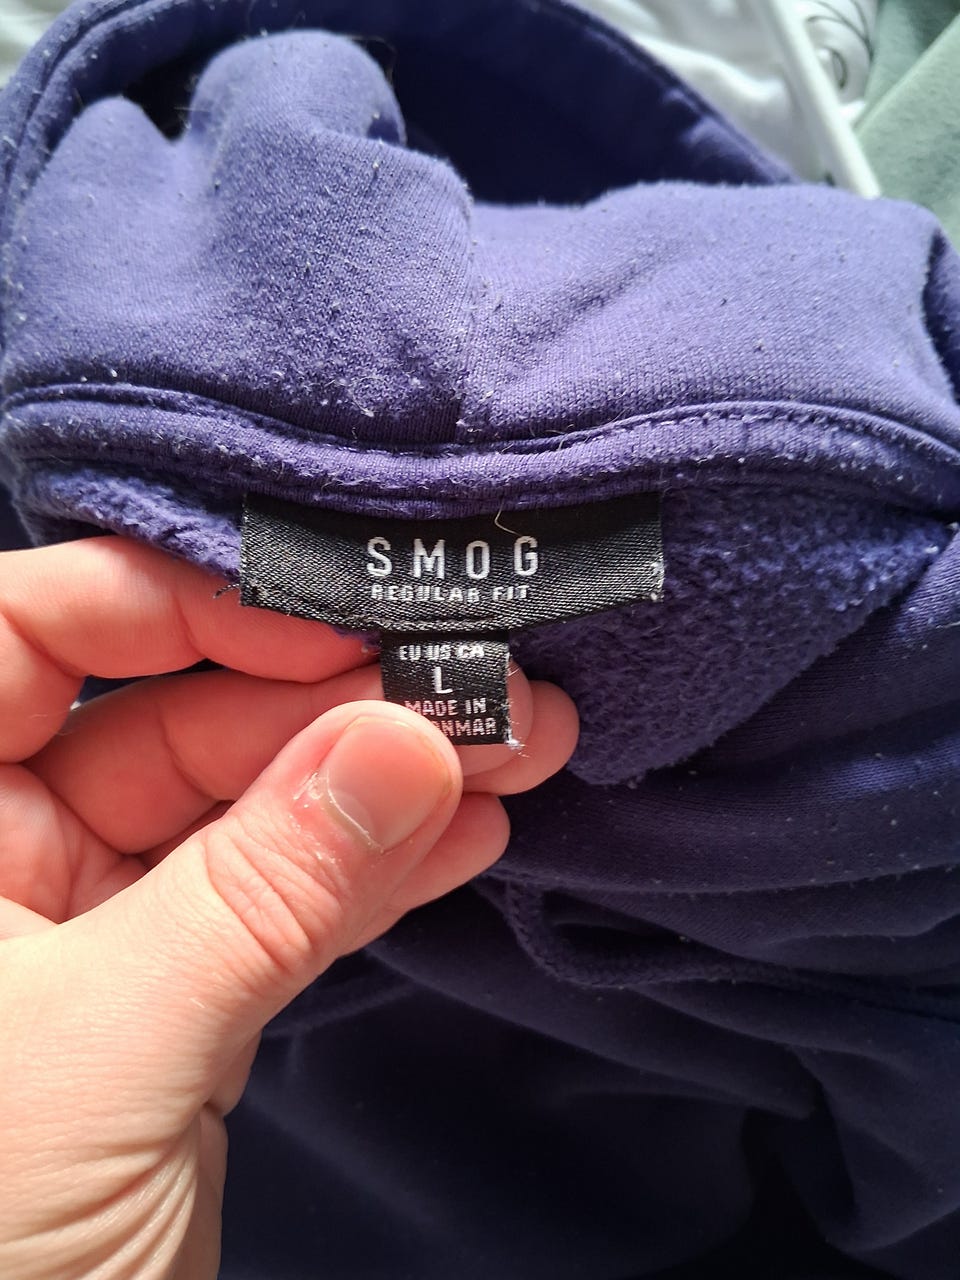 SMOG
REGULAR FIT
EU US CA
L
MADE IN